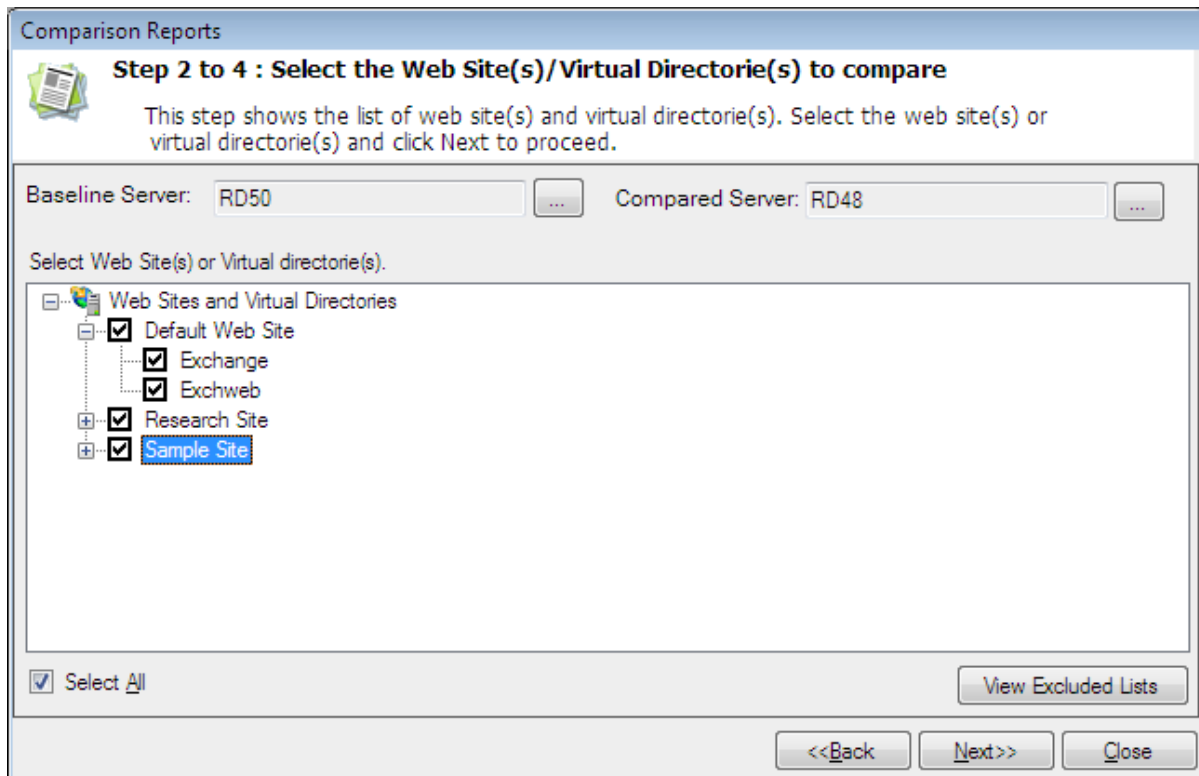 Comparison Reports
Step 2 to 4 : Select the Web Site(s)/Virtual Directorie(s) to compare
This step shows the list of web site(s) and virtual directorie(s). Select the web site(s) or
virtual directorie(s) and click Next to proceed.
Baseline Server: RD50 ... Compared Server: RD48 ...
Select Web Site(s) or Virtual directorie(s).
Web Sites and Virtual Directories
Default Web Site
Exchange
Exchweb
Research Site
Sample Site
Select All View Excluded Lists
<<Back Next>> Close